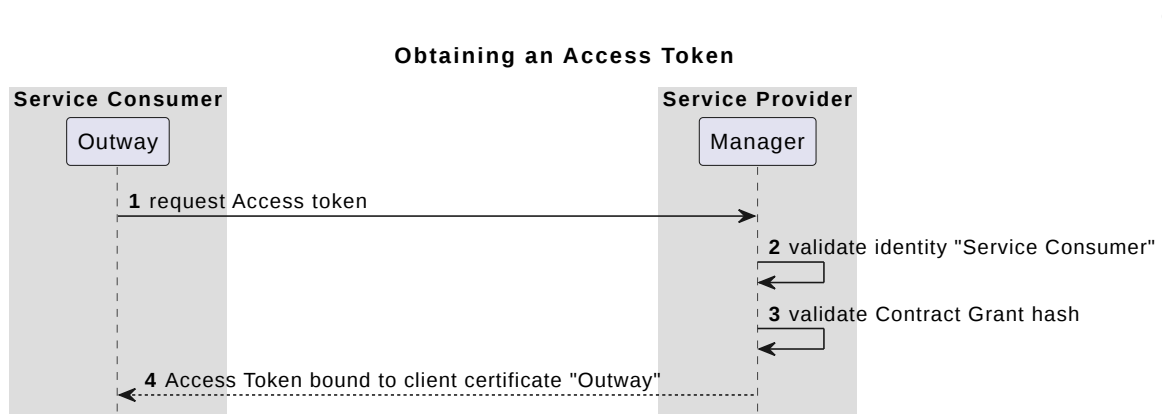 Obtaining an Access Token
Service Consumer
Service Provider
Outway
Manager
1 request Access token
2 validate identity "Service Consumer"
3 validate Contract Grant hash
4 Access Token bound to client certificate "Outway"